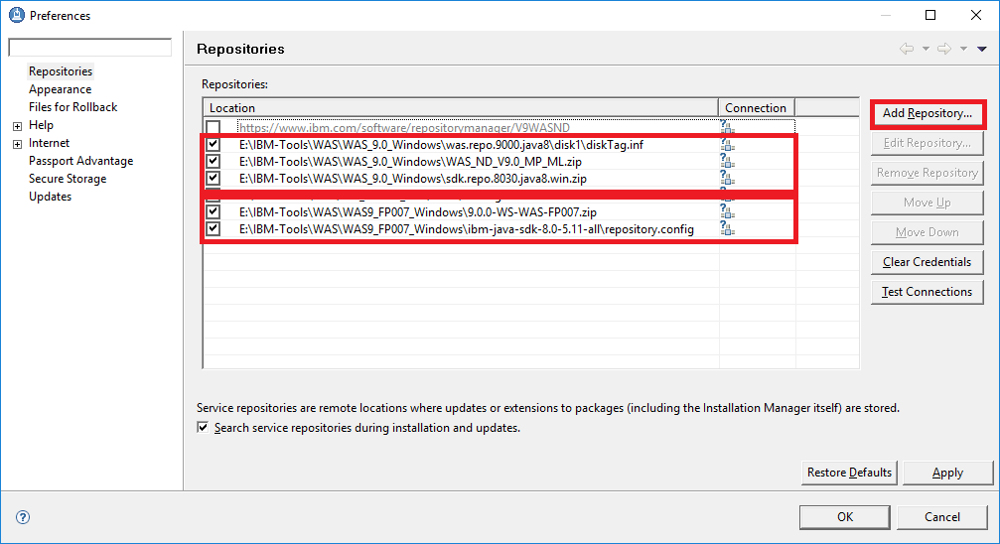 Preferences
Repositories
Repositories
Appearance
Files for Rollback
Help
Internet
Passport Advantage
Secure Storage
Updates
Repositories:
Location Connection
https://www.ibm.com/software/repositorymanager/V9WASND
E:\IBM-Tools\WAS\WAS_9.0_Windows\was.repo.9000.java8\disk1\diskTag.inf
E:\IBM-Tools\WAS\WAS_9.0_Windows\WAS_ND_V9.0_MP_ML.zip
E:\IBM-Tools\WAS\WAS_9.0_Windows\sdk.repo.8030.java8.win.zip
E:\IBM-Tools\WAS\WAS9_FP007_Windows\9.0.0-WS-WAS-FP007.zip
E:\IBM-Tools\WAS\WAS9_FP007_Windows\ibm-java-sdk-8.0-5.11-all\repository.config
Add Repository...
Edit Repository...
Remove Repository
Move Up
Move Down
Clear Credentials
Test Connections
Service repositories are remote locations where updates or extensions to packages (including the Installation Manager itself) are stored.
Search service repositories during installation and updates.
Restore Defaults
Apply
?
OK
Cancel